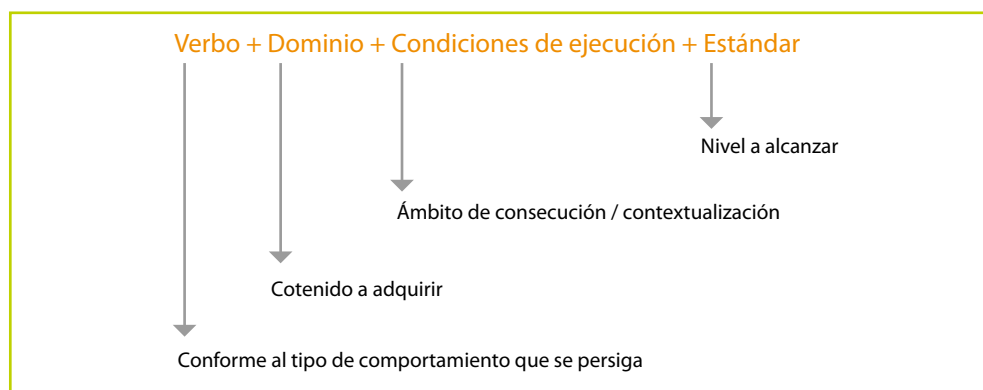 Verbo + Dominio + Condiciones de ejecución + Estándar
Nivel a alcanzar
Ámbito de consecución / contextualización
Cotenido a adquirir
Conforme al tipo de comportamiento que se persiga